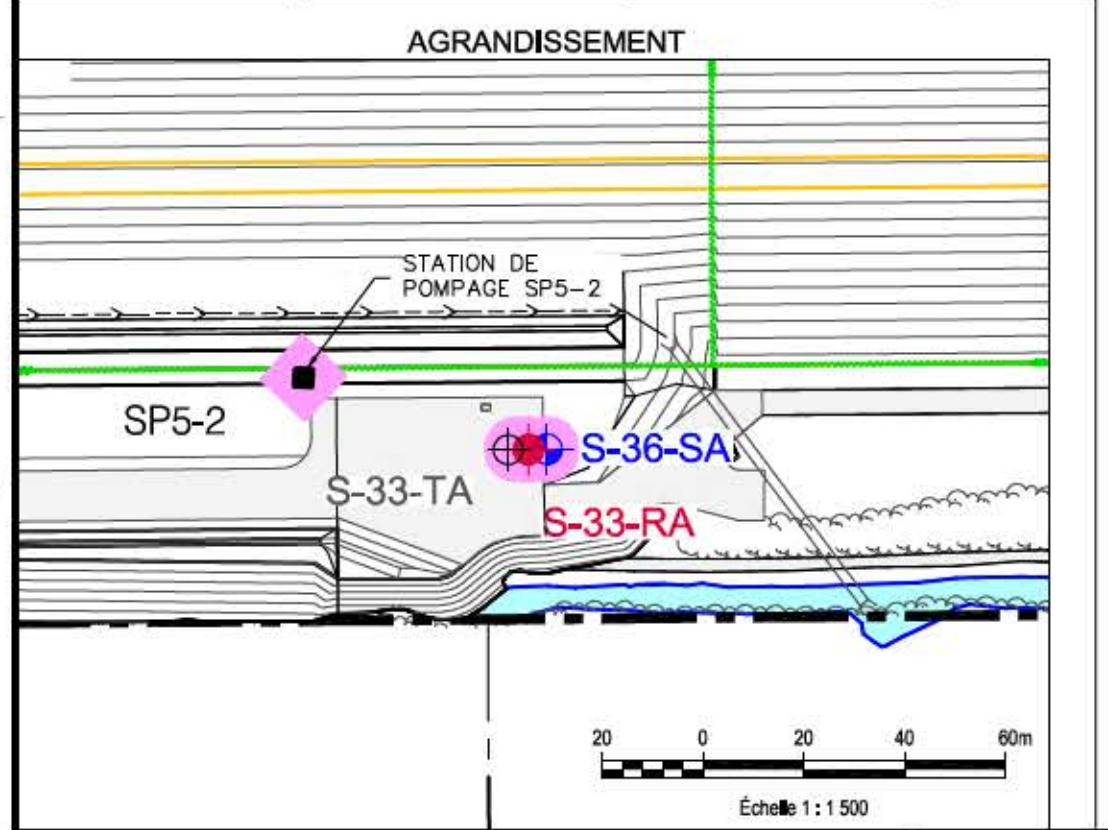 AGRANDISSEMENT
STATION DE
POMPAGE SP5-2
SP5-2
S-36-SA
S-33-TA
S-33-RA
20 0 20 40 60m
Échelle 1:1 500